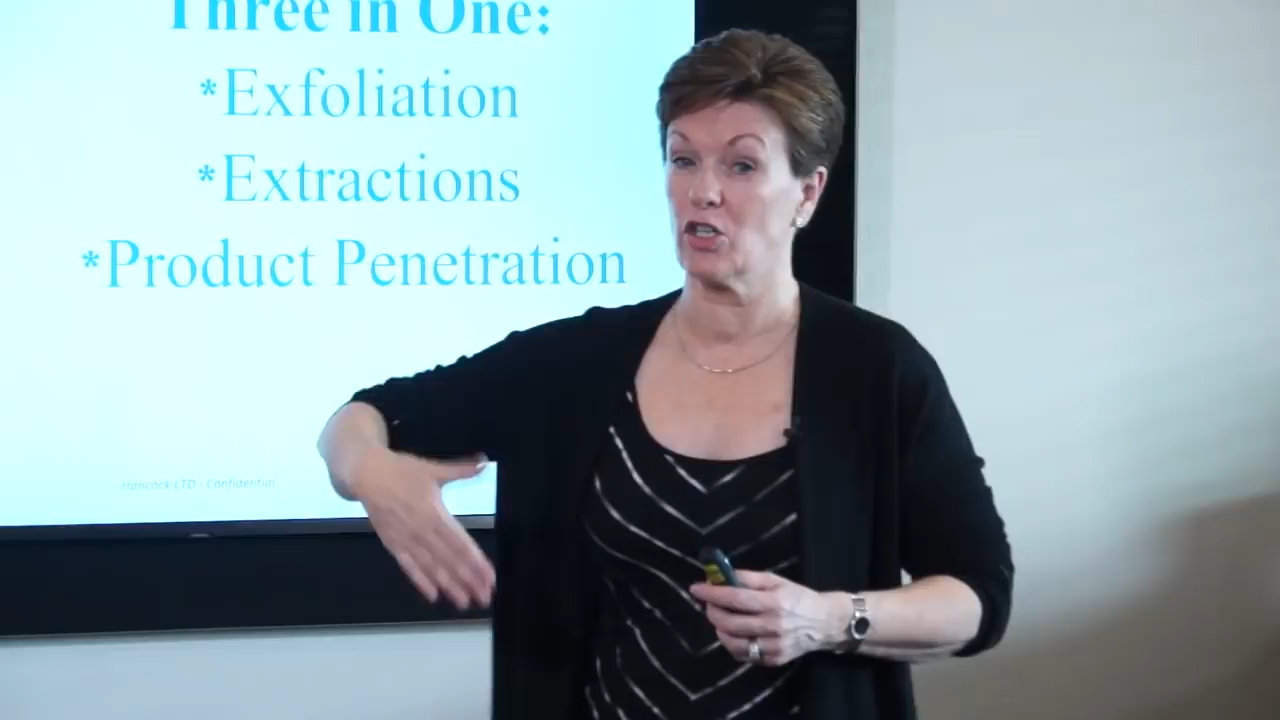 Three in One:
*Exfoliation
*Extractions
*Product Penetration
Hancock LTD - Confidential